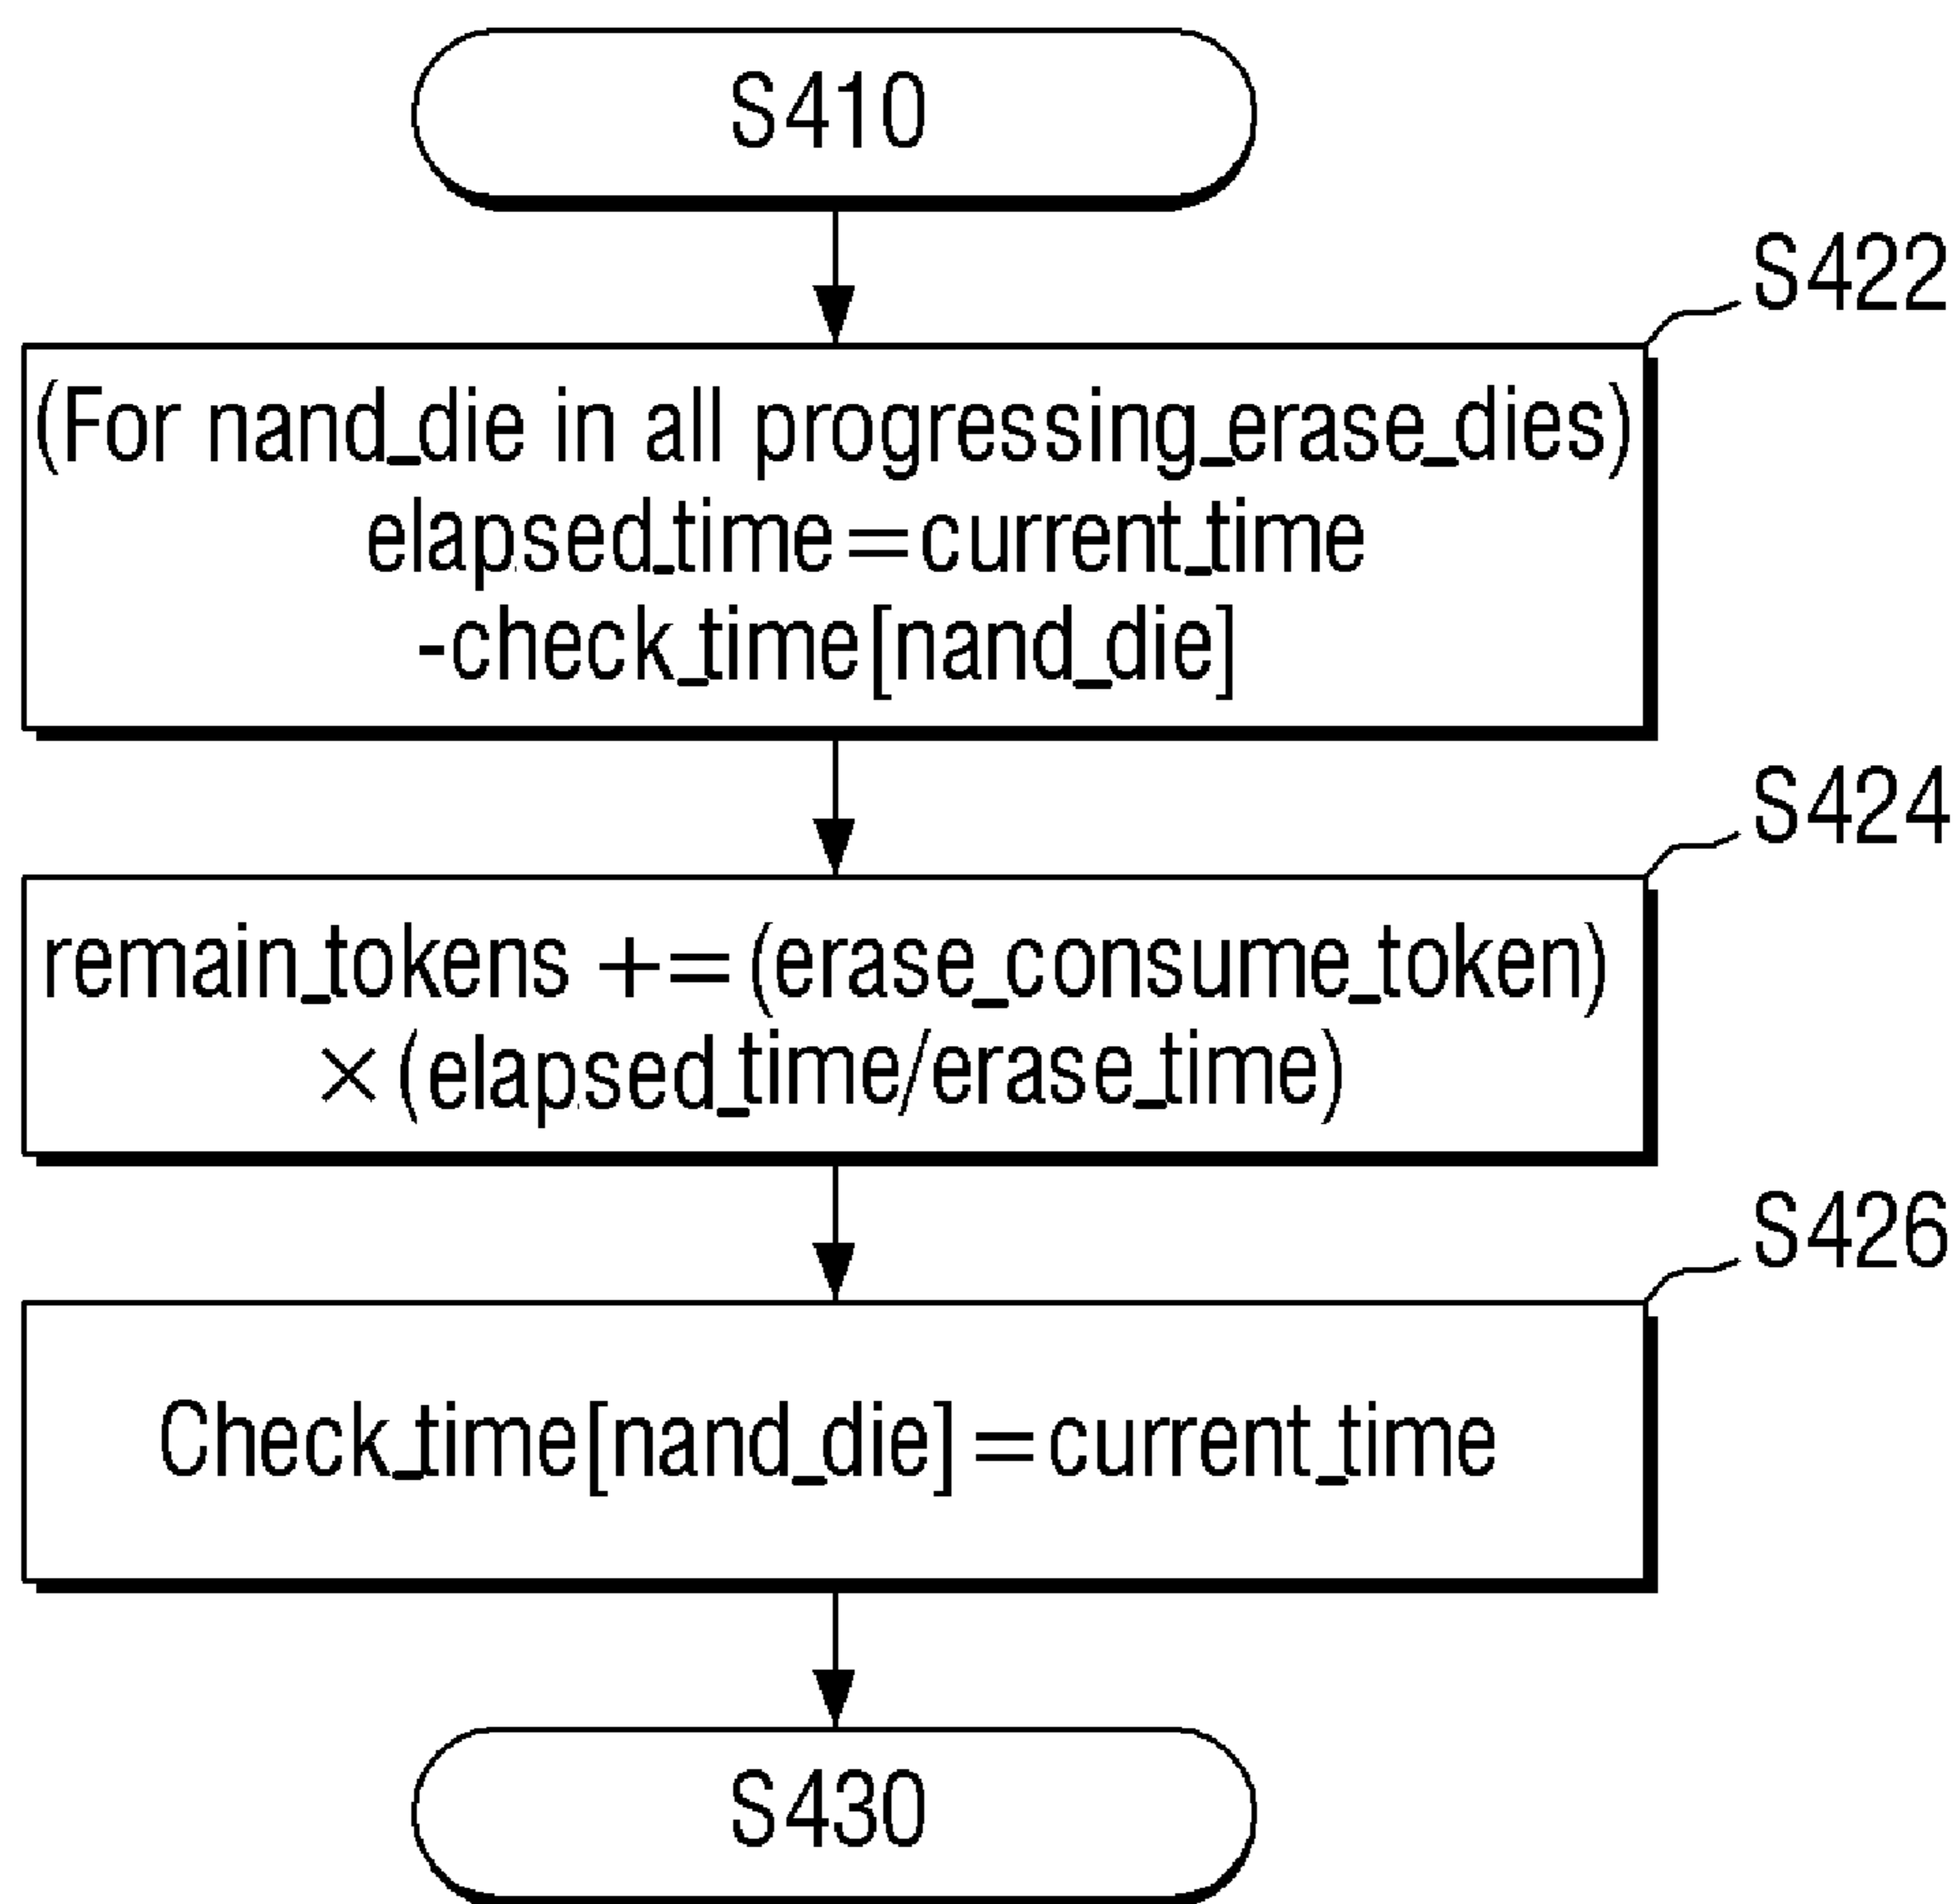 S410
S422
(For nand_die in all progressing_erase_dies)
elapsed_time=current_time
-check_time[nand_die]
S424
remain_tokens +=(erase_consume_token)
×(elapsed_time/erase_time)
S426
Check_time[nand_die]=current_time
S430